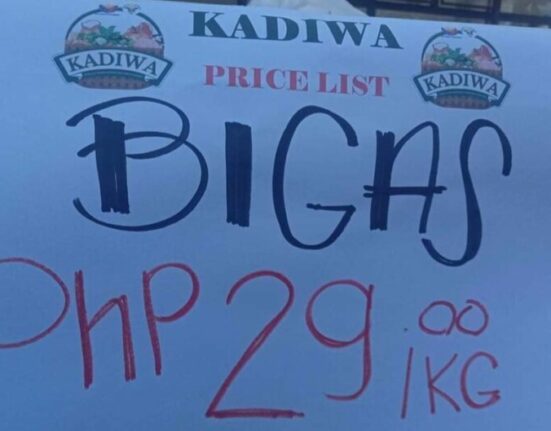 KADIWA
KADIWA
KADIWA
PRICE LIST
BIGAS
PhP 29.00
/KG